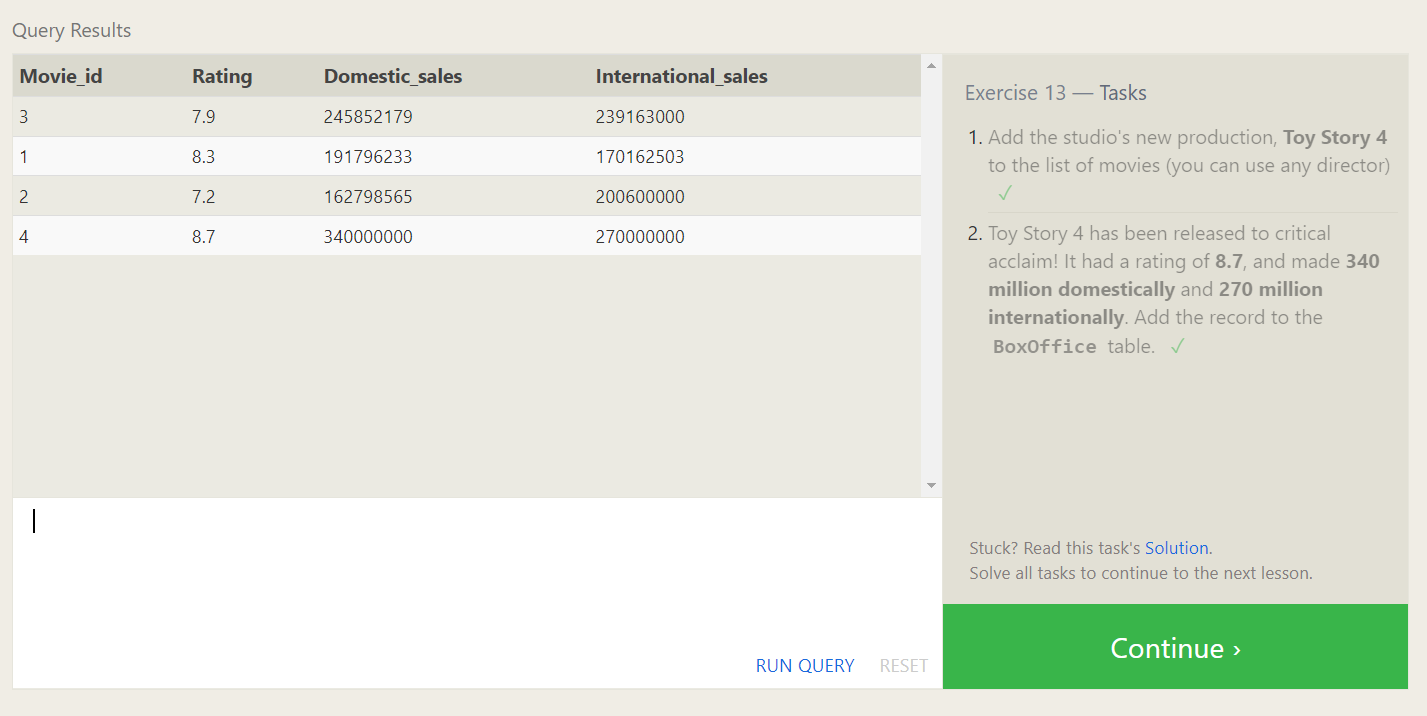 Query Results
Movie_id Rating Domestic_sales International_sales
3 7.9 245852179 239163000
1 8.3 191796233 170162503
2 7.2 162798565 200600000
4 8.7 340000000 270000000
RUN QUERY RESET
Exercise 13 — Tasks
1. Add the studio's new production, Toy Story 4
to the list of movies (you can use any director)
✓
2. Toy Story 4 has been released to critical
acclaim! It had a rating of 8.7, and made 340
million domestically and 270 million
internationally. Add the record to the
BoxOffice table. ✓
Stuck? Read this task's Solution.
Solve all tasks to continue to the next lesson.
Continue ›